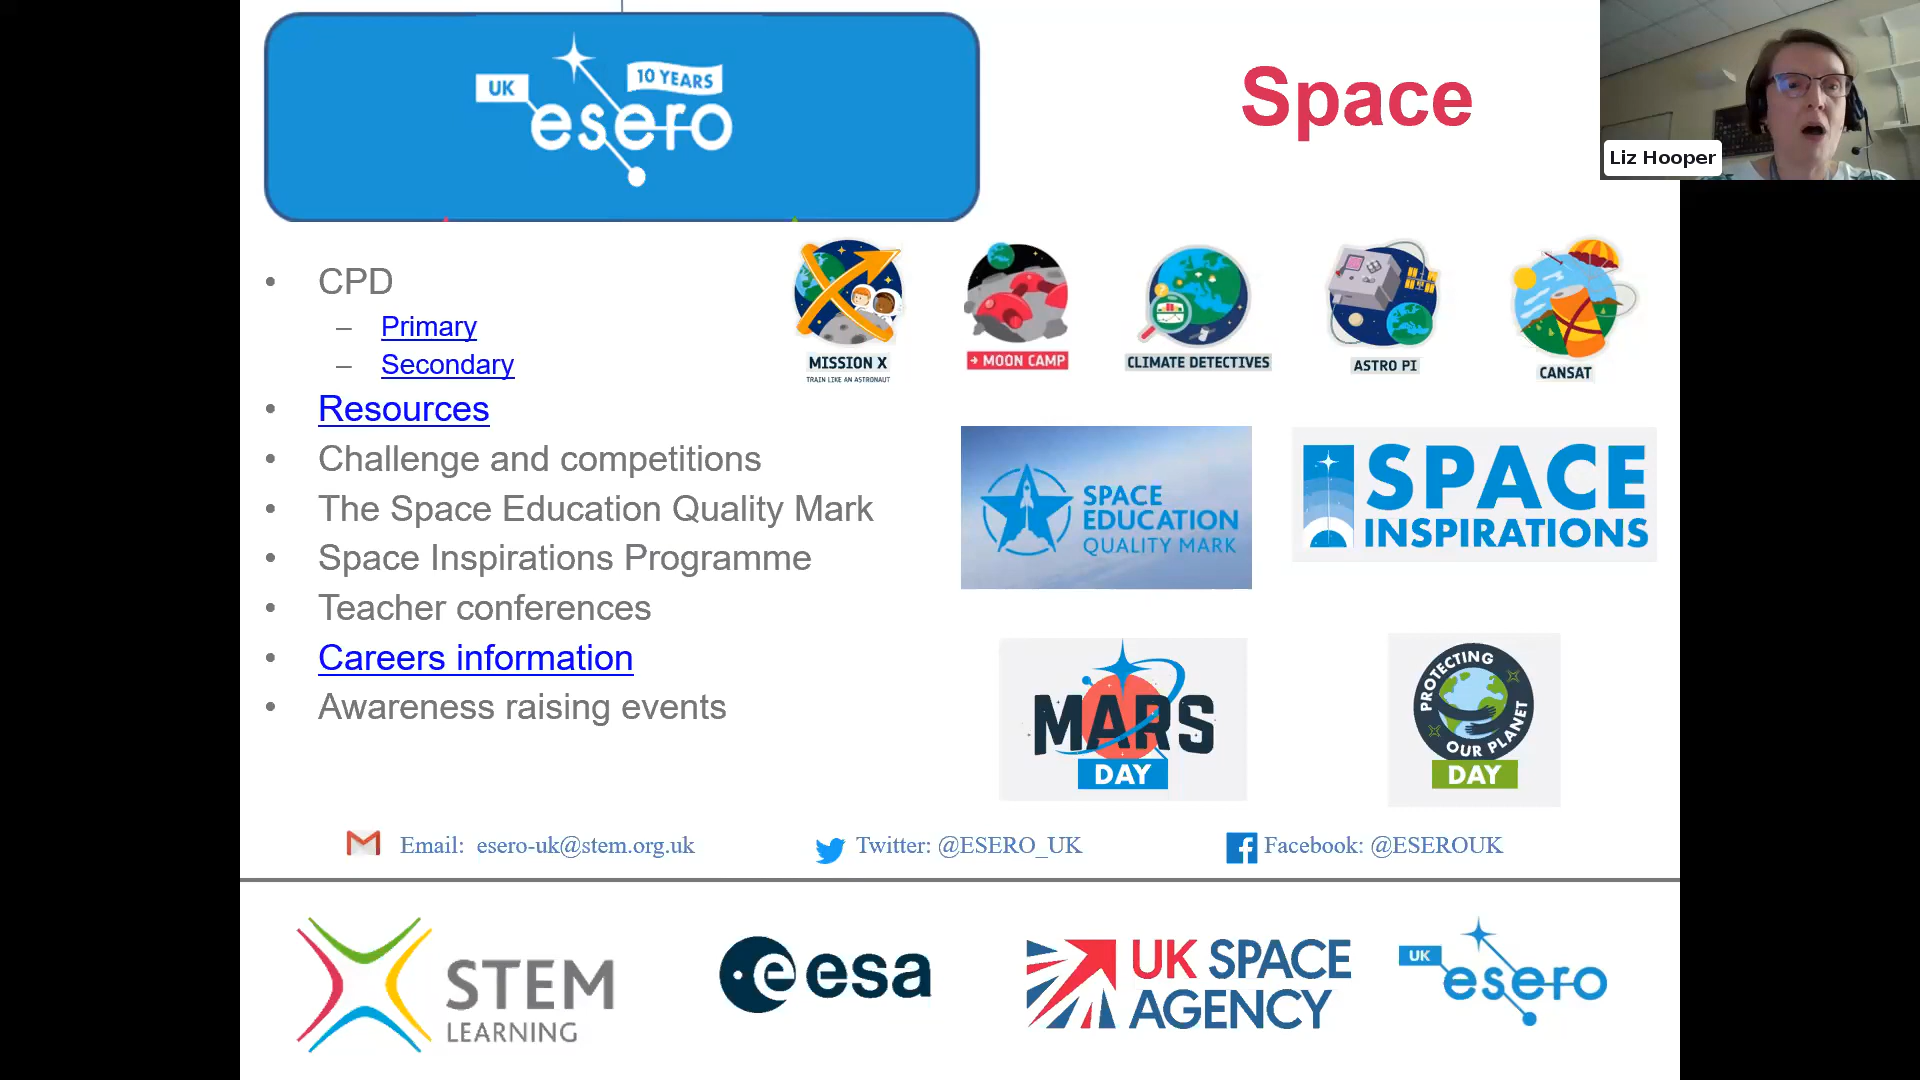 UK
10 YEARS
esero
Space
Liz Hooper
• CPD
– Primary
– Secondary
• Resources
• Challenge and competitions
• The Space Education Quality Mark
• Space Inspirations Programme
• Teacher conferences
• Careers information
• Awareness raising events
MISSION X
TRAIN LIKE AN ASTRONAUT
MOON CAMP
CLIMATE DETECTIVES
ASTRO PI
CANSAT
SPACE
EDUCATION
QUALITY MARK
SPACE
INSPIRATIONS
MARS
DAY
PROTECTING
OUR PLANET
DAY
Email: esero-uk@stem.org.uk
Twitter: @ESERO_UK
Facebook: @ESEROUK
STEM
LEARNING
esa
UK SPACE
AGENCY
UK
esero